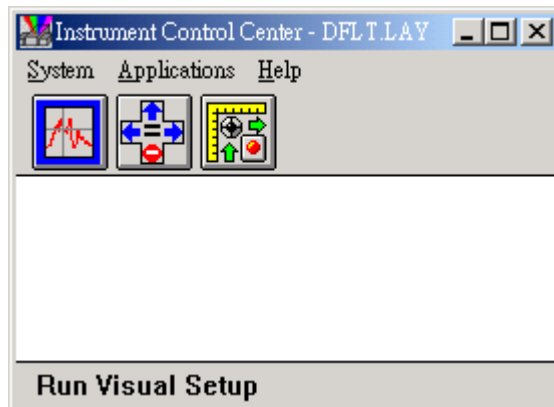 Instrument Control Center - DFLT.LAY
System Applications Help
Run Visual Setup